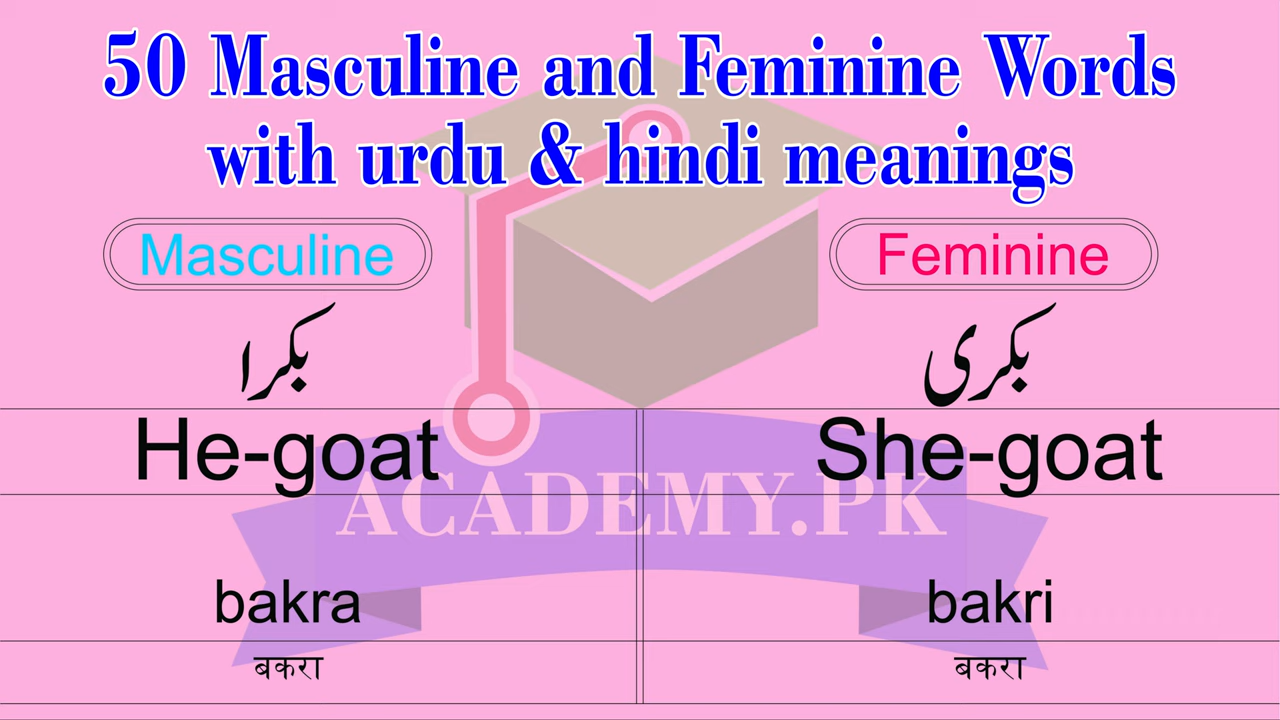 50 Masculine and Feminine Words
with urdu & hindi meanings
Masculine
Feminine
بکرا
بکری
He-goat
She-goat
ACADEMY.PK
bakra
bakri
बकरा
बकरा